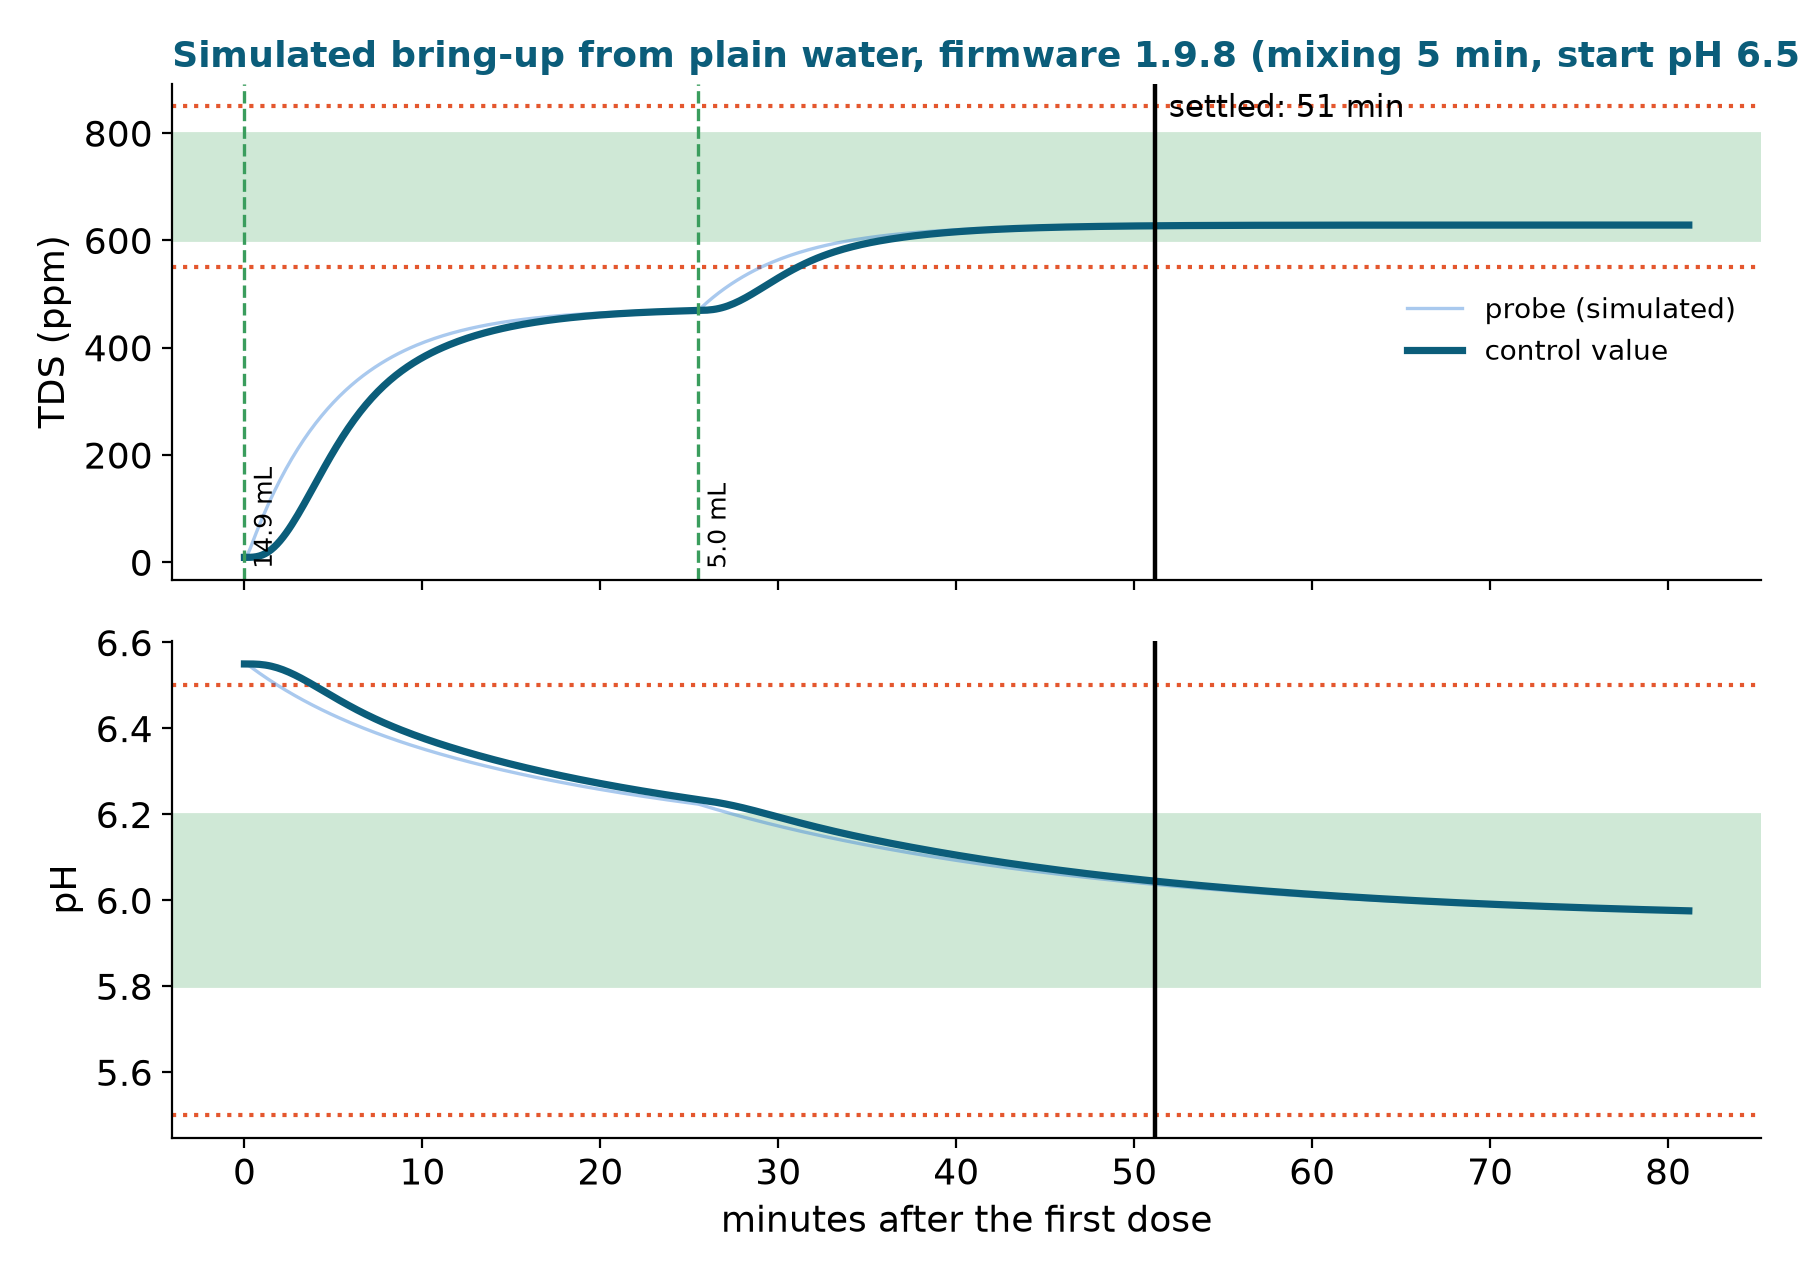 Simulated bring-up from plain water, firmware 1.9.8 (mixing 5 min, start pH 6.5
settled: 51 min
800
600
400
200
0
TDS (ppm)
14.9 mL
5.0 mL
probe (simulated)
control value
6.6
6.4
6.2
6.0
5.8
5.6
pH
0 10 20 30 40 50 60 70 80
minutes after the first dose